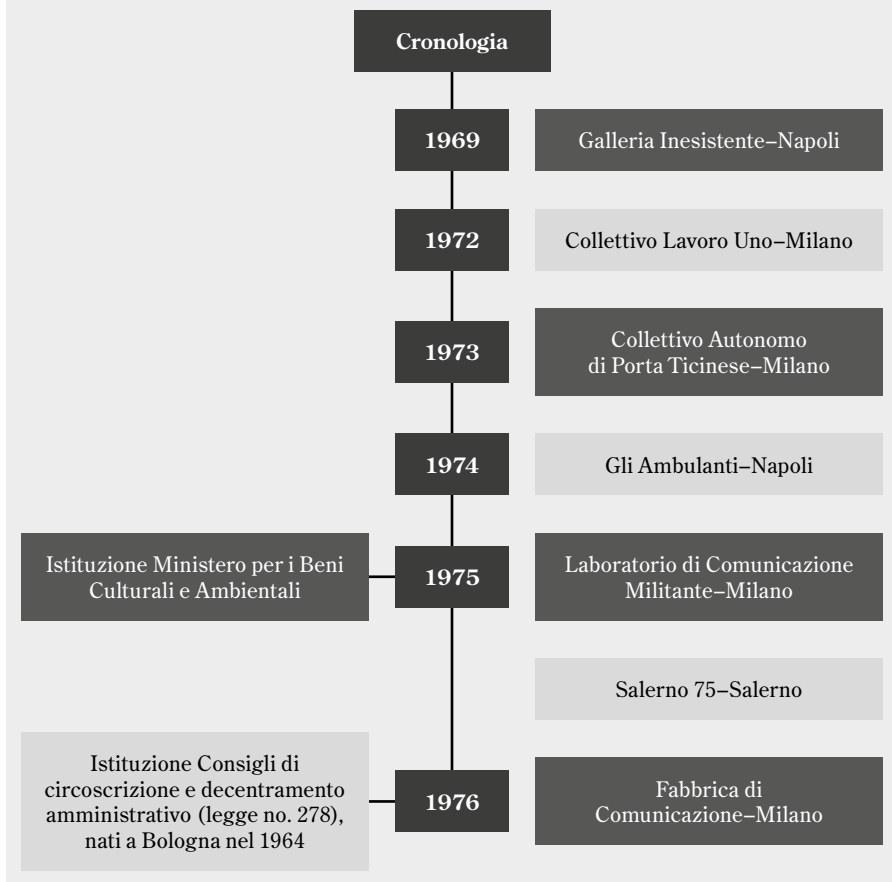 Cronologia
1969
Galleria Inesistente–Napoli
1972
Collettivo Lavoro Uno–Milano
1973
Collettivo Autonomo
di Porta Ticinese–Milano
1974
Gli Ambulanti–Napoli
Istituzione Ministero per i Beni
Culturali e Ambientali
1975
Laboratorio di Comunicazione
Militante–Milano
Salerno 75–Salerno
Istituzione Consigli di
circoscrizione e decentramento
amministrativo (legge no. 278),
nati a Bologna nel 1964
1976
Fabbrica di
Comunicazione–Milano